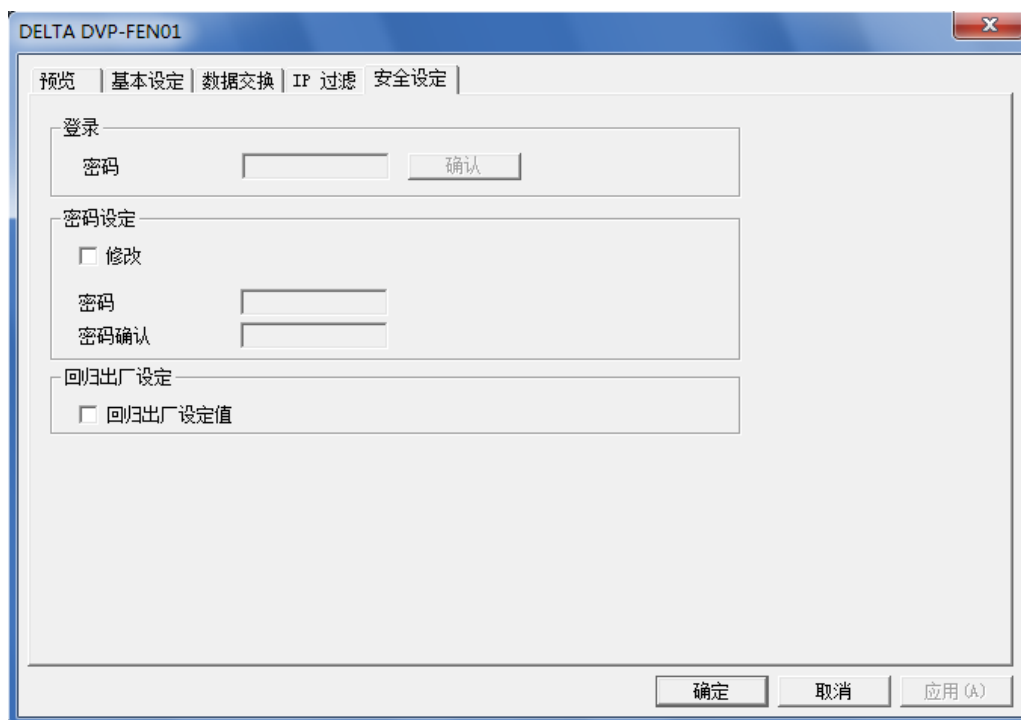 DELTA DVP-FEN01
预览 基本设定 数据交换 IP 过滤 安全设定
登录
密码 确认
密码设定
修改
密码
密码确认
回归出厂设定
回归出厂设定值
确定 取消 应用(A)